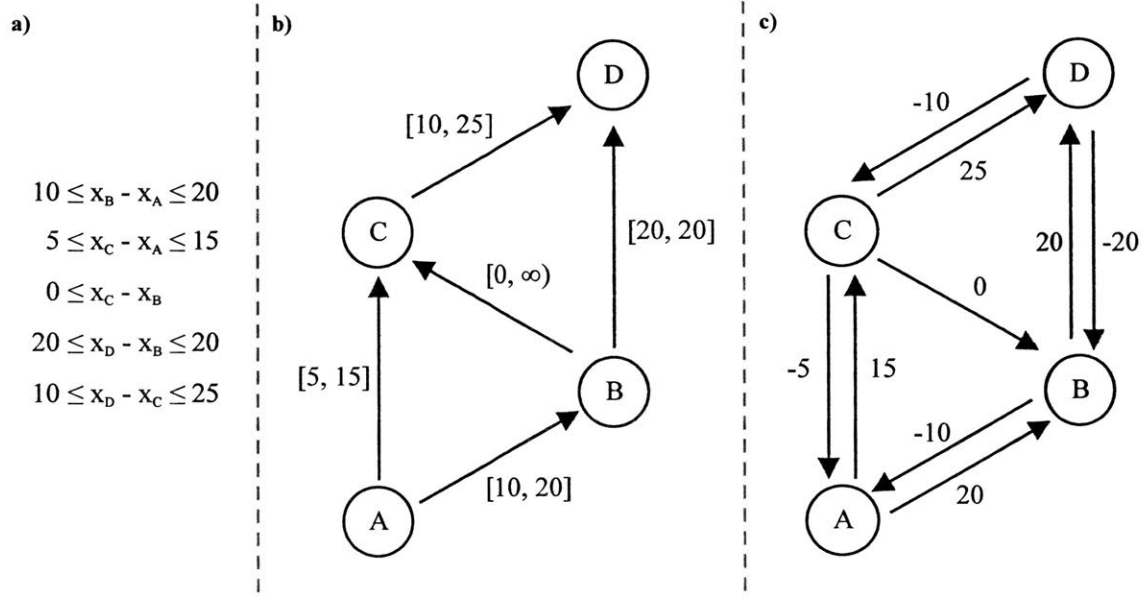 a)
10 ≤ x_B - x_A ≤ 20
5 ≤ x_C - x_A ≤ 15
0 ≤ x_C - x_B
20 ≤ x_D - x_B ≤ 20
10 ≤ x_D - x_C ≤ 25
b)
D
[10, 25]
C
[20, 20]
[0, ∞)
[5, 15]
B
[10, 20]
A
c)
D
-10
25
C
20
-20
0
-5
15
B
-10
20
A